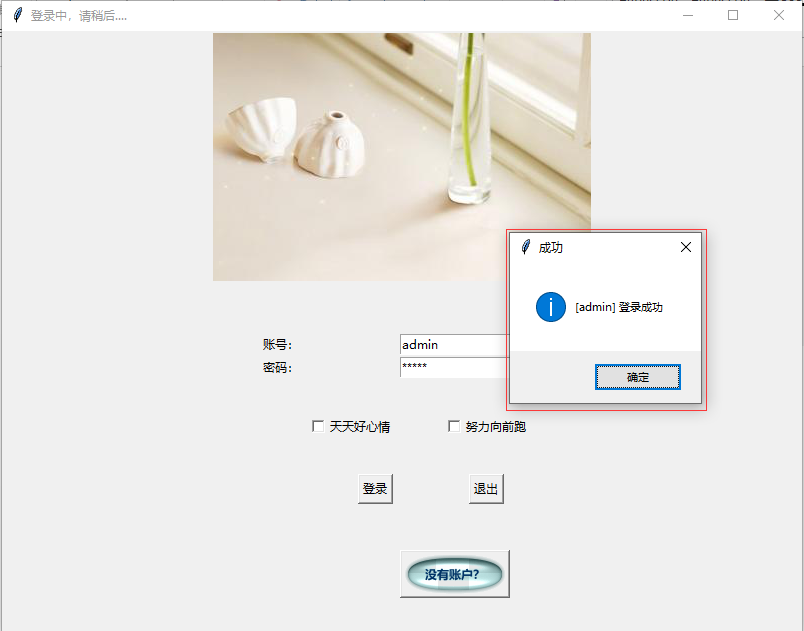 登录中，请稍后....
成功
[admin] 登录成功
确定
账号：
admin
密码：
*****
天天好心情
努力向前跑
登录
退出
没有账户？